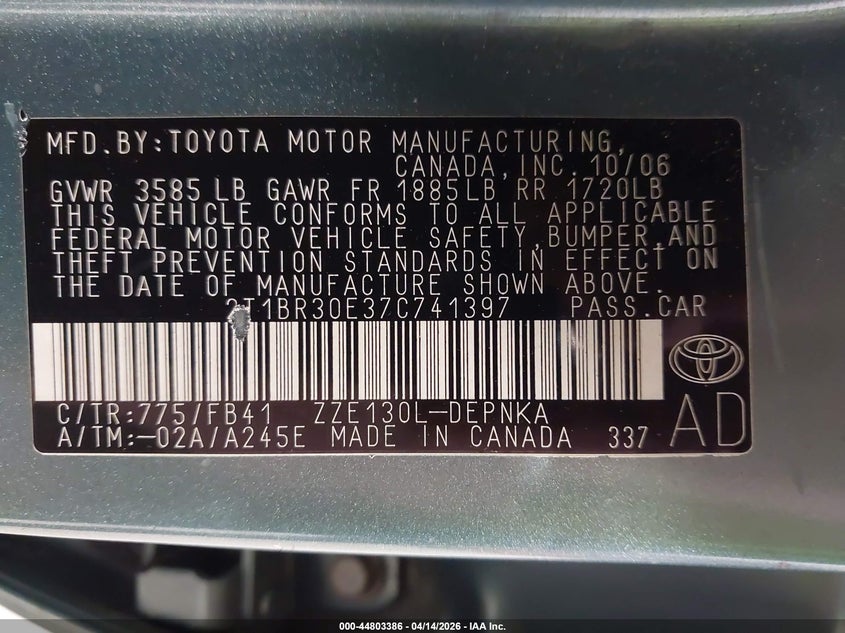 MFD.BY:TOYOTA MOTOR MANUFACTURING,
CANADA,INC. 10/06
GVWR 3585LB GAWR FR 1885LB RR 1720LB
THIS VEHICLE CONFORMS TO ALL APPLICABLE
FEDERAL MOTOR VEHICLE SAFETY,BUMPER,AND
THEFT PREVENTION STANDARDS IN EFFECT ON
THE DATE OF MANUFACTURE SHOWN ABOVE.
2T1BR30E37C741397 PASS.CAR
C/TR:775/FB41 ZZE130L-DEPNKA
A/TM:-02A/A245E MADE IN CANADA 337 AD
000-44803386 - 04/14/2026 - IAA Inc.